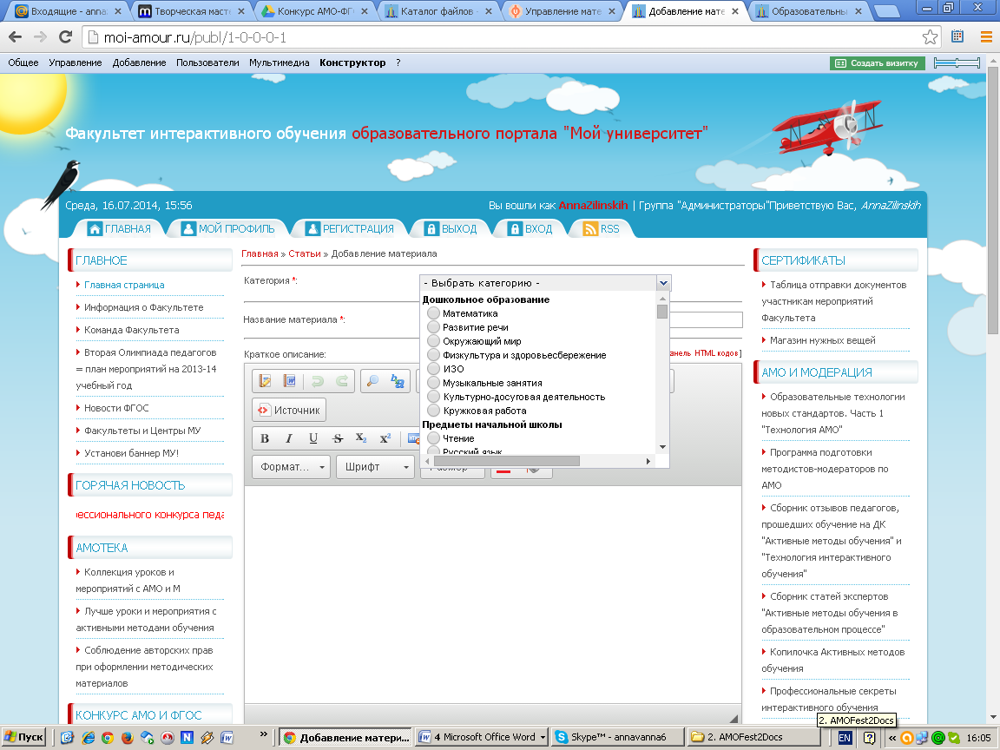 Входящие - anna
Творческая маст
Конкурс АМО-ФГ
Каталог файлов
Управление мате
Добавление мате
Образовательны
moi-amour.ru/publ/1-0-0-0-1
Общее Управление Добавление Пользователи Мультимедиа Конструктор ?
Создать визитку
Факультет интерактивного обучения образовательного портала "Мой университет"
Среда, 16.07.2014, 15:56
Вы вошли как AnnaZilinskih | Группа "Администраторы"Приветствую Вас, AnnaZilinskih
ГЛАВНАЯ МОЙ ПРОФИЛЬ РЕГИСТРАЦИЯ ВЫХОД ВХОД RSS
ГЛАВНОЕ
Главная страница
Информация о Факультете
Команда Факультета
Вторая Олимпиада педагогов
= план мероприятий на 2013-14
учебный год
Новости ФГОС
Факультеты и Центры МУ
Установи баннер МУ!
ГОРЯЧАЯ НОВОСТЬ
ессионального конкурса педа
АМОТЕКА
Коллекция уроков и
мероприятий с АМО и М
Лучше уроки и мероприятия с
активными методами обучения
Соблюдение авторских прав
при оформлении методических
материалов
КОНКУРС АМО И ФГОС
Главная » Статьи » Добавление материала
Категория *:
- Выбрать категорию -
Дошкольное образование
Математика
Развитие речи
Окружающий мир
Физкультура и здоровьесбережение
ИЗО
Музыкальные занятия
Культурно-досуговая деятельность
Кружковая работа
Предметы начальной школы
Чтение
Русский язык
Название материала *:
Краткое описание:
анель HTML кодов]
Источник
B I U S X₂ X²
Формат... Шрифт Размер
СЕРТИФИКАТЫ
Таблица отправки документов
участникам мероприятий
Факультета
Магазин нужных вещей
АМО И МОДЕРАЦИЯ
Образовательные технологии
новых стандартов. Часть 1
"Технология АМО"
Программа подготовки
методистов-модераторов по
АМО
Сборник отзывов педагогов,
прошедших обучение на ДК
"Активные методы обучения" и
"Технология интерактивного
обучения"
Сборник статей экспертов
"Активные методы обучения в
образовательном процессе"
Копилочка Активных методов
обучения
Профессиональные секреты
интерактивного обучения
2. AMOFest2Docs
Пуск
Добавление матери...
4 Microsoft Office Word
Skype™ - annavanna6
2. AMOFest2Docs
EN
16:05